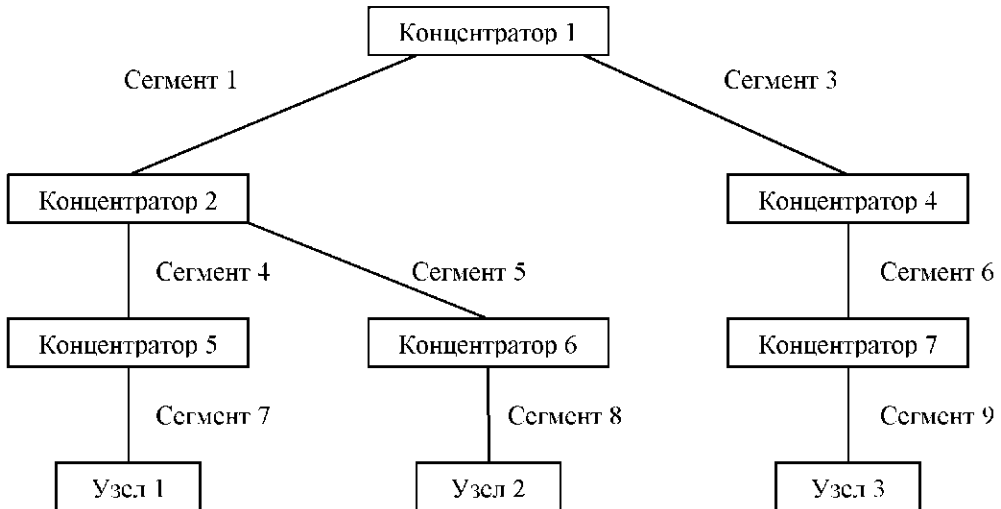 Концентратор 1
Сегмент 1
Сегмент 3
Концентратор 2
Концентратор 4
Сегмент 4
Сегмент 5
Сегмент 6
Концентратор 5
Концентратор 6
Концентратор 7
Сегмент 7
Сегмент 8
Сегмент 9
Узел 1
Узел 2
Узел 3